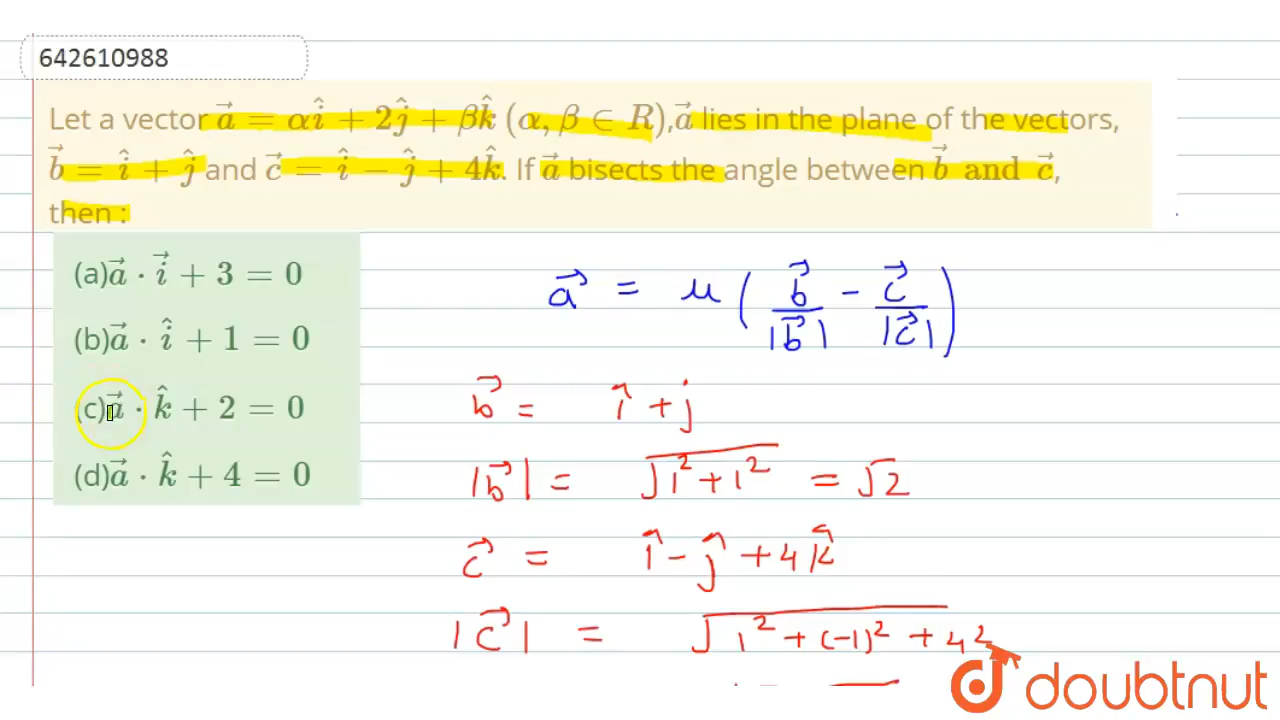 642610988
Let a vector $\vec{a} = \alpha\hat{i} + 2\hat{j} + \beta\hat{k}\ (\alpha, \beta \in R)$,$\vec{a}$ lies in the plane of the vectors,
$\vec{b} = \hat{i} + \hat{j}$ and $\vec{c} = \hat{i} - \hat{j} + 4\hat{k}$. If $\vec{a}$ bisects the angle between $\vec{b}$ and $\vec{c}$,
then :
(a)$\vec{a} \cdot \vec{i} + 3 = 0$
(b)$\vec{a} \cdot \hat{i} + 1 = 0$
(c)$\vec{a} \cdot \hat{k} + 2 = 0$
(d)$\vec{a} \cdot \hat{k} + 4 = 0$
$\vec{a} = u \left( \frac{\vec{b}}{|\vec{b}|} - \frac{\vec{c}}{|\vec{c}|} \right)$
$\vec{b} = \hat{i} + j$
$|\vec{b}| = \sqrt{1^2 + 1^2} = \sqrt{2}$
$\vec{c} = \hat{i} - \hat{j} + 4\hat{k}$
$|\vec{c}| = \sqrt{1^2 + (-1)^2 + 4^2}$
doubtnut